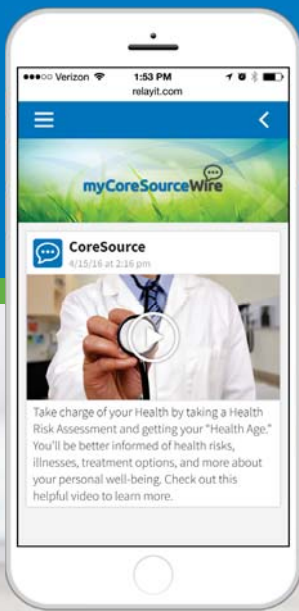 ●●●○○ Verizon 1:53 PM
relayit.com
myCoreSourceWire
CoreSource
4/15/16 at 2:16 pm
Take charge of your Health by taking a Health
Risk Assessment and getting your "Health Age."
You'll be better informed of health risks,
illnesses, treatment options, and more about
your personal well-being. Check out this
helpful video to learn more.